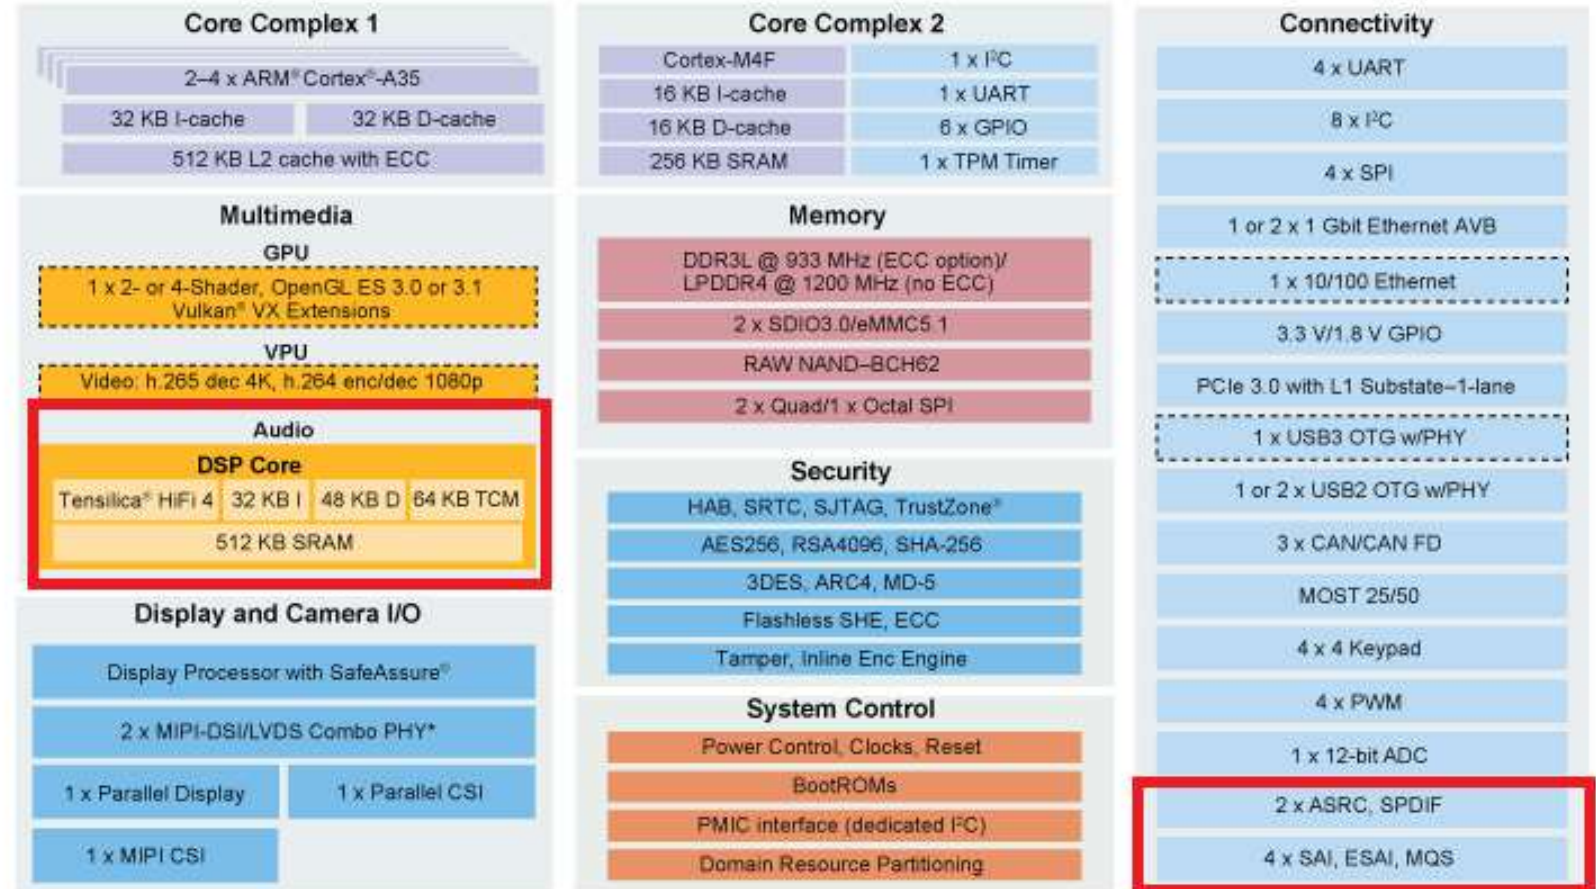 Core Complex 1
2–4 x ARM® Cortex®-A35
32 KB I-cache
32 KB D-cache
512 KB L2 cache with ECC
Multimedia
GPU
1 x 2- or 4-Shader, OpenGL ES 3.0 or 3.1
Vulkan® VX Extensions
VPU
Video: h.265 dec 4K, h.264 enc/dec 1080p
Audio
DSP Core
Tensilica® HiFi 4
32 KB I
48 KB D
64 KB TCM
512 KB SRAM
Display and Camera I/O
Display Processor with SafeAssure®
2 x MIPI-DSI/LVDS Combo PHY*
1 x Parallel Display
1 x Parallel CSI
1 x MIPI CSI
Core Complex 2
Cortex-M4F
1 x I²C
16 KB I-cache
1 x UART
16 KB D-cache
6 x GPIO
256 KB SRAM
1 x TPM Timer
Memory
DDR3L @ 933 MHz (ECC option)/
LPDDR4 @ 1200 MHz (no ECC)
2 x SDIO3.0/eMMC5.1
RAW NAND–BCH62
2 x Quad/1 x Octal SPI
Security
HAB, SRTC, SJTAG, TrustZone®
AES256, RSA4096, SHA-256
3DES, ARC4, MD-5
Flashless SHE, ECC
Tamper, Inline Enc Engine
System Control
Power Control, Clocks, Reset
BootROMs
PMIC interface (dedicated I²C)
Domain Resource Partitioning
Connectivity
4 x UART
8 x I²C
4 x SPI
1 or 2 x 1 Gbit Ethernet AVB
1 x 10/100 Ethernet
3.3 V/1.8 V GPIO
PCIe 3.0 with L1 Substate–1-lane
1 x USB3 OTG w/PHY
1 or 2 x USB2 OTG w/PHY
3 x CAN/CAN FD
MOST 25/50
4 x 4 Keypad
4 x PWM
1 x 12-bit ADC
2 x ASRC, SPDIF
4 x SAI, ESAI, MQS